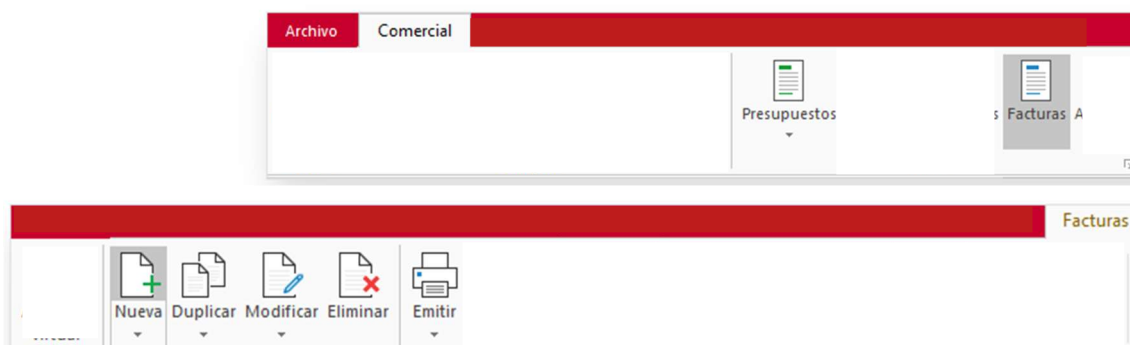 Archivo Comercial
Presupuestos s Facturas A
Facturas
Nueva Duplicar Modificar Eliminar Emitir